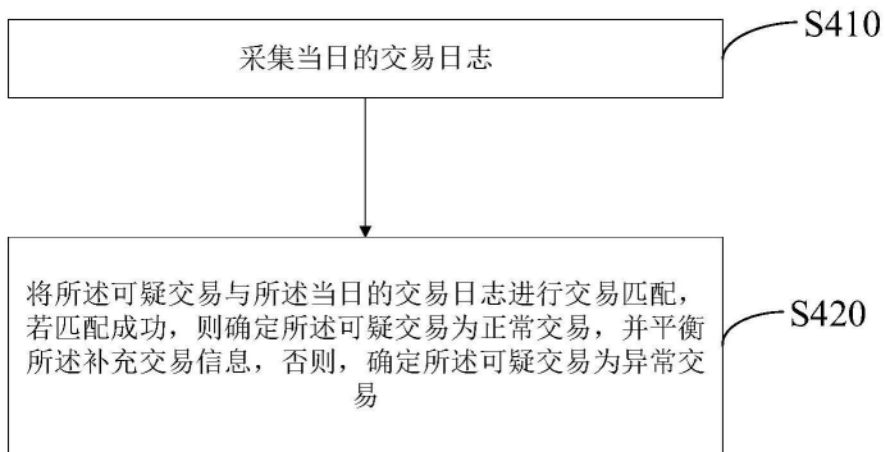 采集当日的交易日志
S410
将所述可疑交易与所述当日的交易日志进行交易匹配，
若匹配成功，则确定所述可疑交易为正常交易，并平衡
所述补充交易信息，否则，确定所述可疑交易为异常交
易
S420